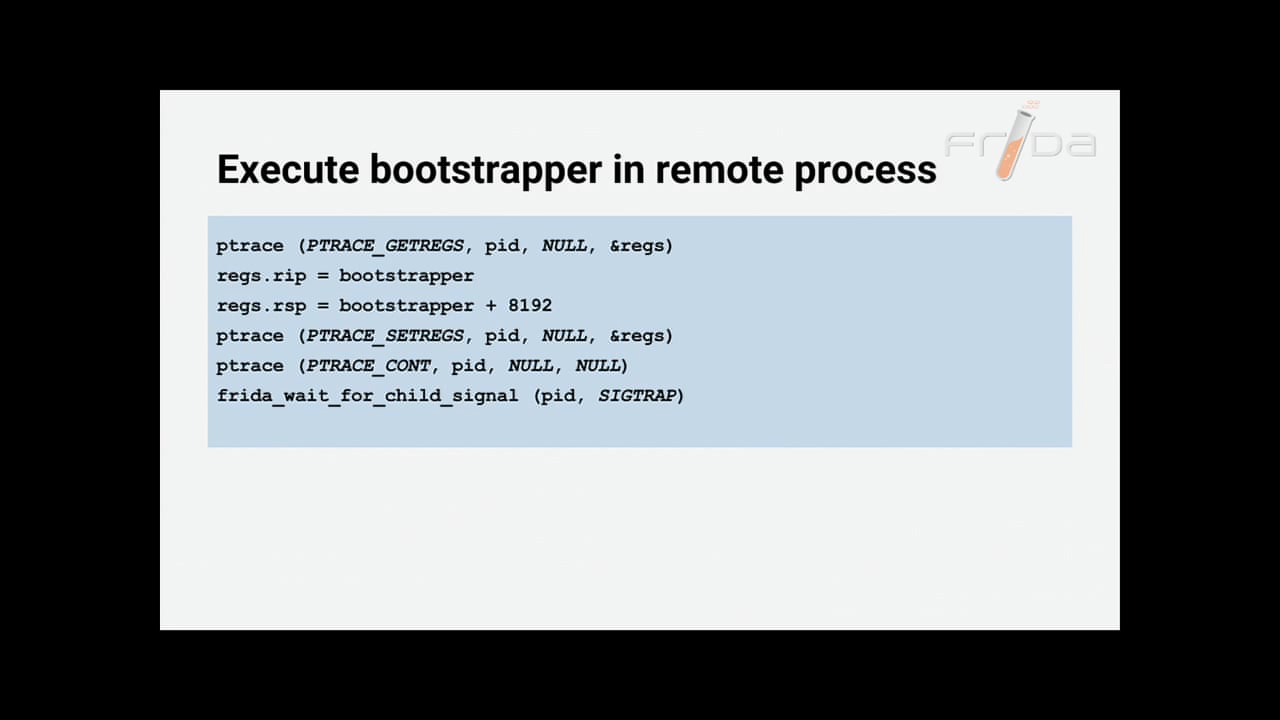 FRIDA
Execute bootstrapper in remote process
ptrace (PTRACE_GETREGS, pid, NULL, &regs)
regs.rip = bootstrapper
regs.rsp = bootstrapper + 8192
ptrace (PTRACE_SETREGS, pid, NULL, &regs)
ptrace (PTRACE_CONT, pid, NULL, NULL)
frida_wait_for_child_signal (pid, SIGTRAP)